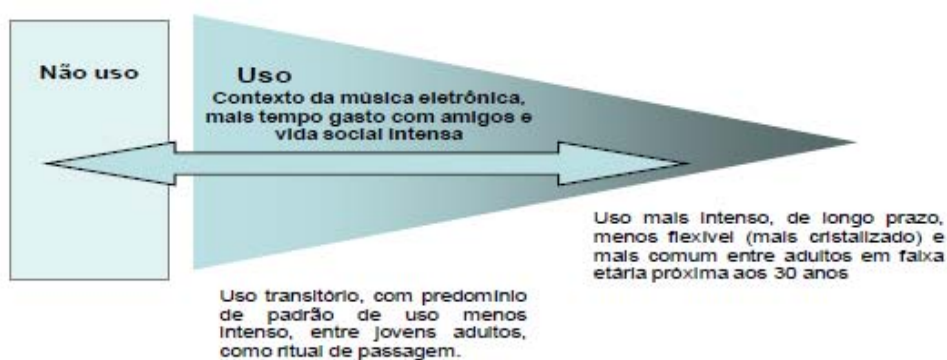 Não uso
Uso
Contexto da música eletrônica,
mais tempo gasto com amigos e
vida social intensa
Uso mais intenso, de longo prazo,
menos flexível (mais cristalizado) e
mais comum entre adultos em faixa
etária próxima aos 30 anos
Uso transitório, com predomínio
de padrão de uso menos
intenso, entre jovens adultos,
como ritual de passagem.